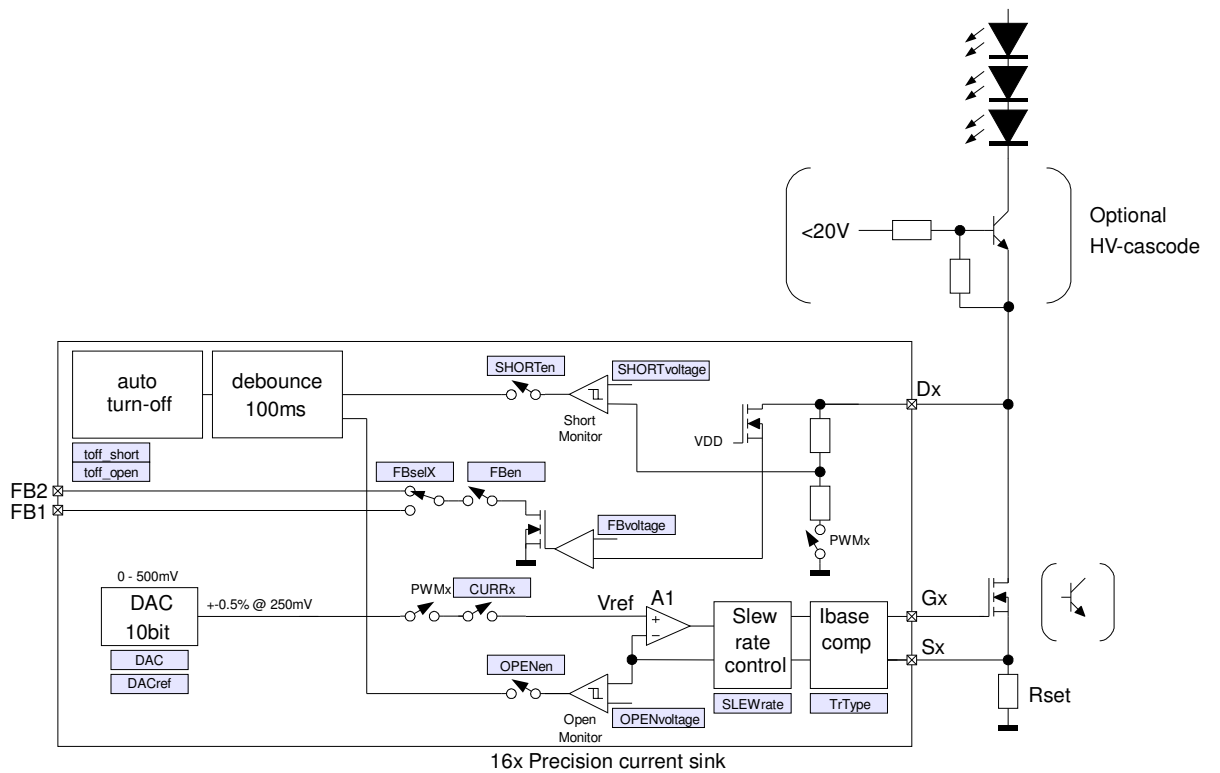 <20V
Optional
HV-cascode
auto
turn-off
debounce
100ms
toff_short
toff_open
SHORTen
SHORTvoltage
Short
Monitor
VDD
Dx
FB2
FB1
FBselX
FBen
FBvoltage
PWMx
0 - 500mV
DAC
10bit
+-0.5% @ 250mV
DAC
DACref
PWMx
CURRx
Vref
A1
+
−
Slew
rate
control
SLEWrate
Ibase
comp
TrType
Gx
Sx
Rset
OPENen
Open
Monitor
OPENvoltage
16x Precision current sink